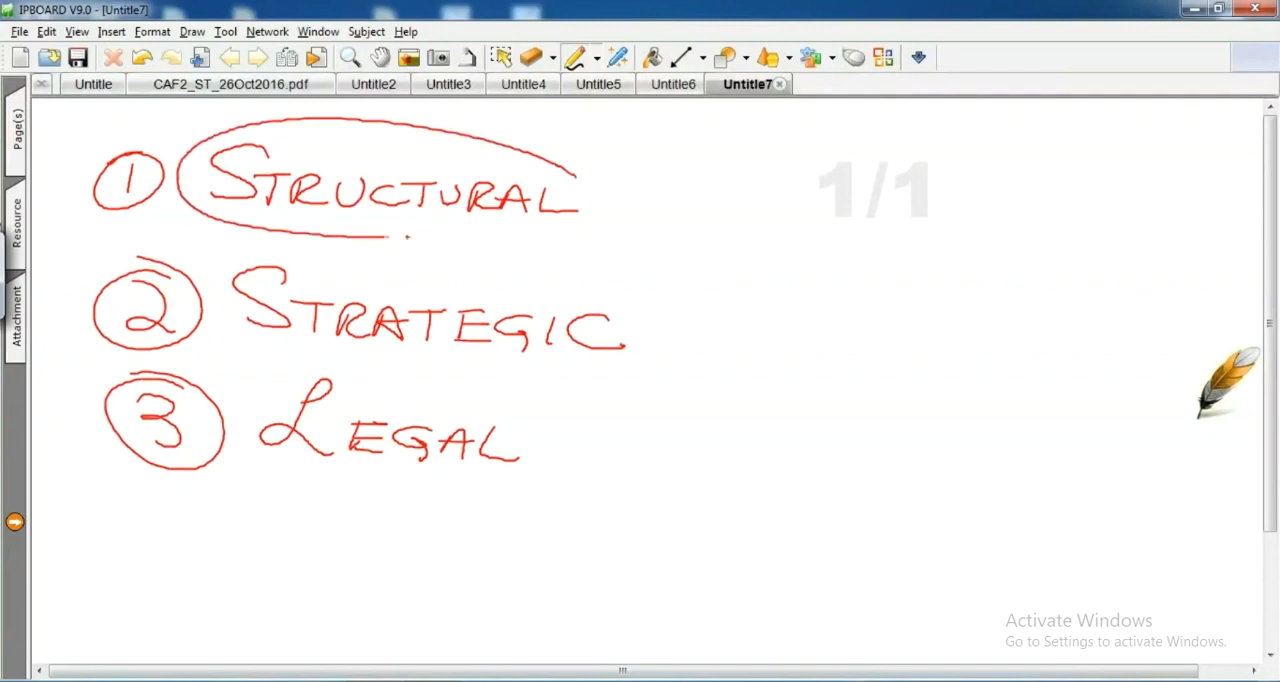 IPBOARD V9.0 - [Untitle7]
File Edit View Insert Format Draw Tool Network Window Subject Help
Untitle CAF2_ST_26Oct2016.pdf Untitle2 Untitle3 Untitle4 Untitle5 Untitle6 Untitle7
Page(s)
Resource
Attachment
1/1
① STRUCTURAL
② STRATEGIC
③ LEGAL
Activate Windows
Go to Settings to activate Windows.